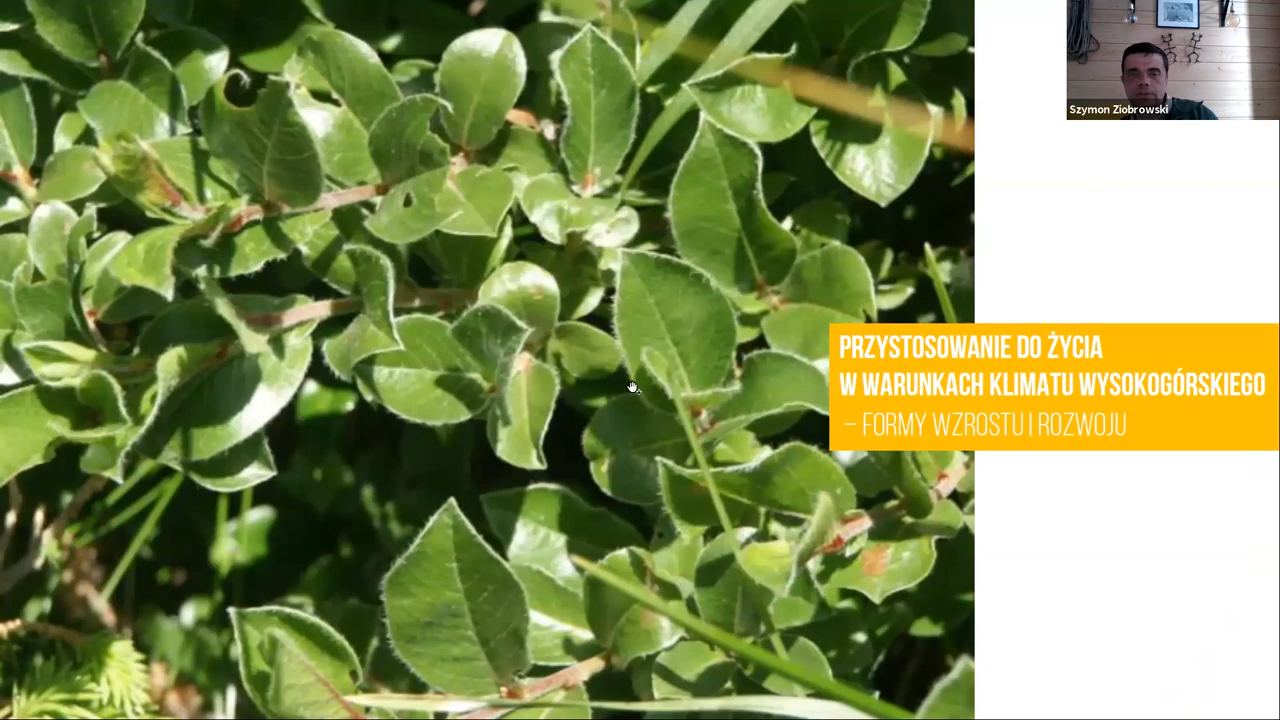 Szymon Ziobrowski
PRZYSTOSOWANIE DO ŻYCIA
W WARUNKACH KLIMATU WYSOKOGÓRSKIEGO
– FORMY WZROSTU I ROZWOJU